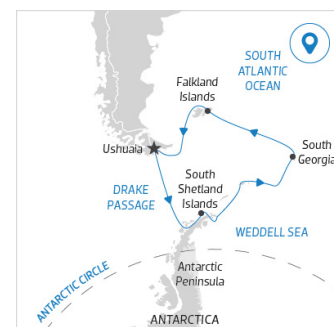 SOUTH
ATLANTIC
OCEAN
Falkland
Islands
Ushuaia
South
Georgia
South
Shetland
Islands
DRAKE
PASSAGE
WEDDELL SEA
ANTARCTIC CIRCLE
Antarctic
Peninsula
ANTARCTICA